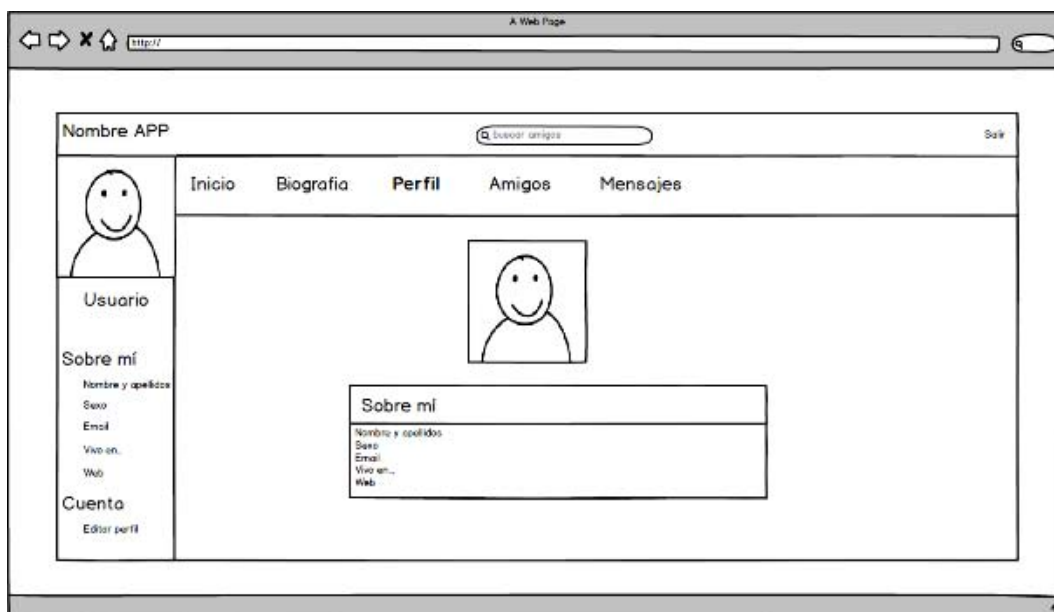 A Web Page
http://
Nombre APP
buscar amigos
Salir
Inicio Biografia Perfil Amigos Mensajes
Usuario
Sobre mí
Nombre y apellidos
Sexo
Email
Vivo en...
Web
Cuenta
Editar perfil
Sobre mí
Nombre y apellidos
Sexo
Email
Vivo en...
Web